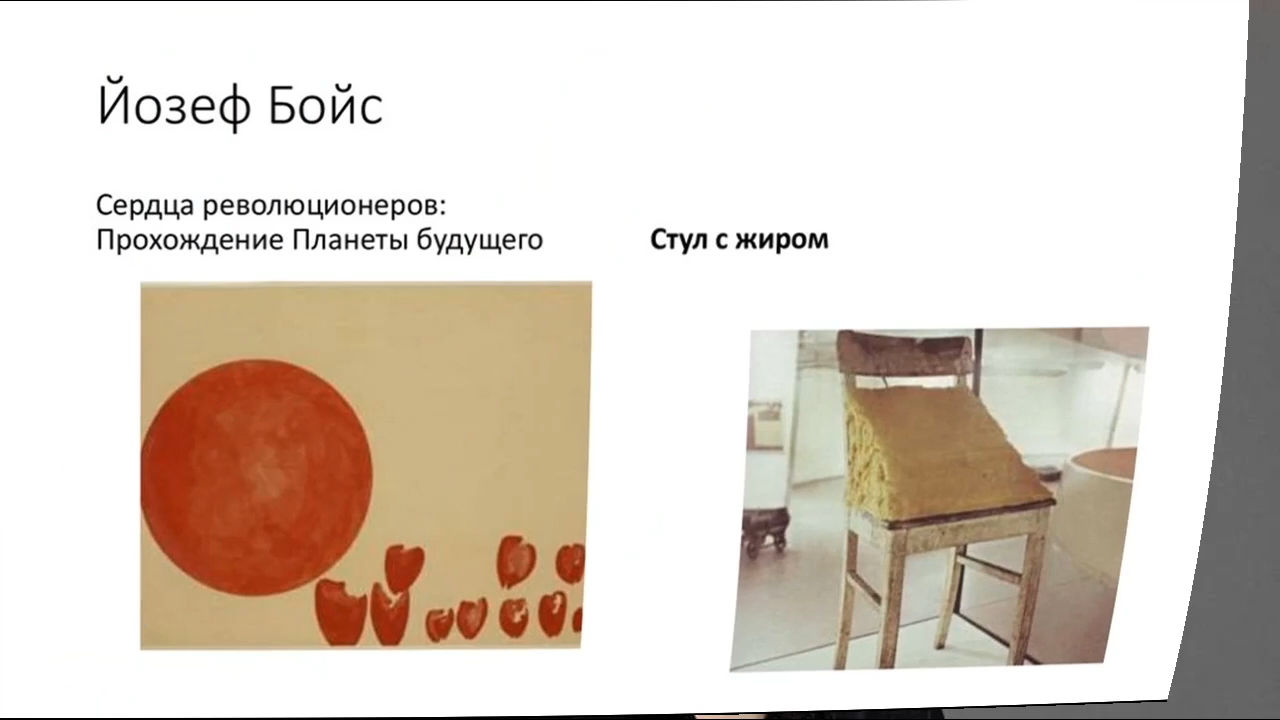 Йозеф Бойс
Сердца революционеров:
Прохождение Планеты будущего
Стул с жиром